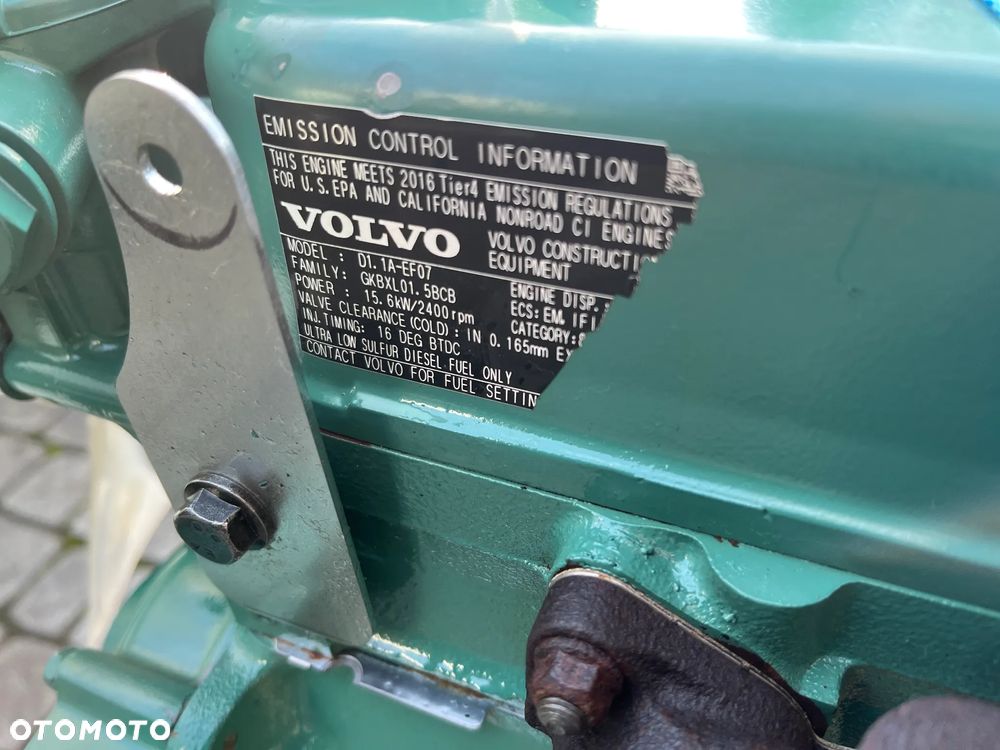 EMISSION CONTROL INFORMATION
THIS ENGINE MEETS 2016 Tier4 EMISSION REGULATIONS
FOR U.S. EPA AND CALIFORNIA NONROAD CI ENGINES
VOLVO VOLVO CONSTRUCTI
EQUIPMENT
MODEL : D1.1A-EF07 ENGINE DISP.:
FAMILY: GKBXL01.5BCB ECS: EM, IFI
POWER : 15.6kW/2400rpm CATEGORY:
VALVE CLEARANCE (COLD) : IN 0.165mm EX
INJ. TIMING: 16 DEG BTDC
ULTRA LOW SULFUR DIESEL FUEL ONLY
CONTACT VOLVO FOR FUEL SETTIN
OTOMOTO